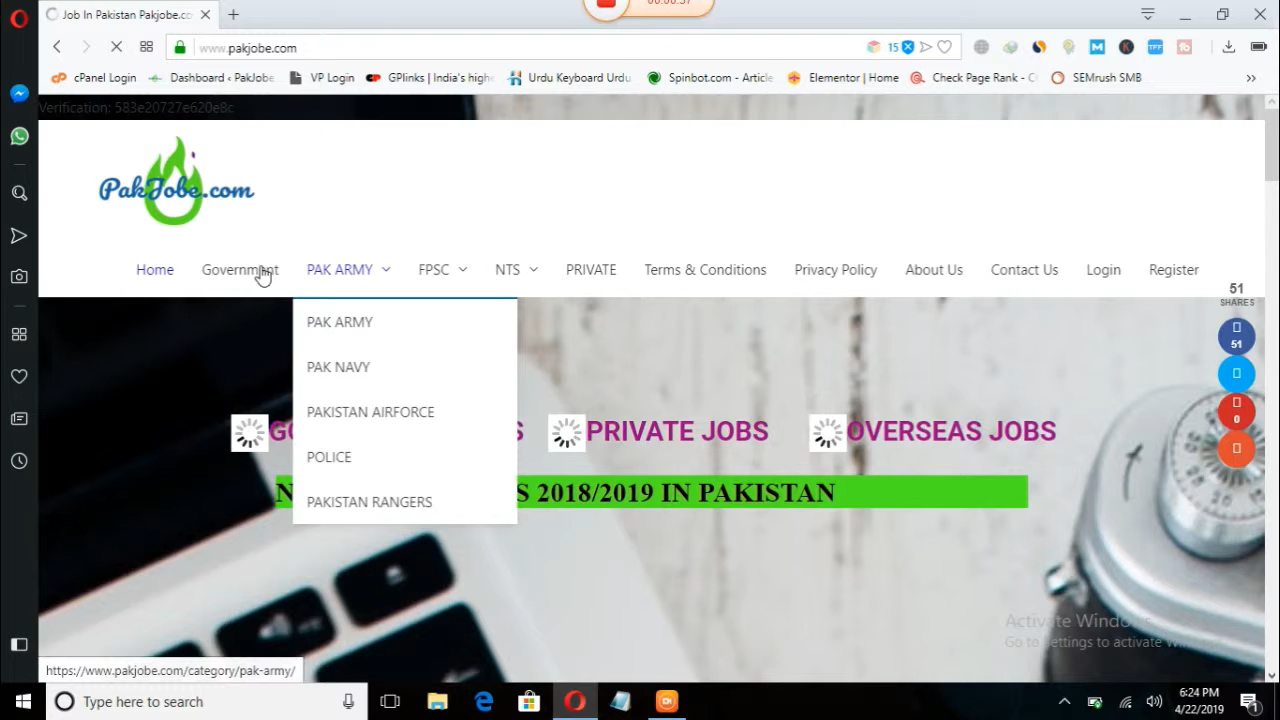 00:00:37
Job In Pakistan Pakjobe.co
www.pakjobe.com
15
cPanel Login
Dashboard ‹ PakJobe
VP Login
GPlinks | India's highe
Urdu Keyboard Urdu
Spinbot.com - Article
Elementor | Home
Check Page Rank - C
SEMrush SMB
Verification: 583e20727e620e8c
PakJobe.com
Home
Government
PAK ARMY
FPSC
NTS
PRIVATE
Terms & Conditions
Privacy Policy
About Us
Contact Us
Login
Register
51
SHARES
PAK ARMY
PAK NAVY
PAKISTAN AIRFORCE
POLICE
PAKISTAN RANGERS
51
0
PRIVATE JOBS
OVERSEAS JOBS
S 2018/2019 IN PAKISTAN
Activate Windows
Go to Settings to activate Windows.
https://www.pakjobe.com/category/pak-army/
Type here to search
6:24 PM
4/22/2019
1